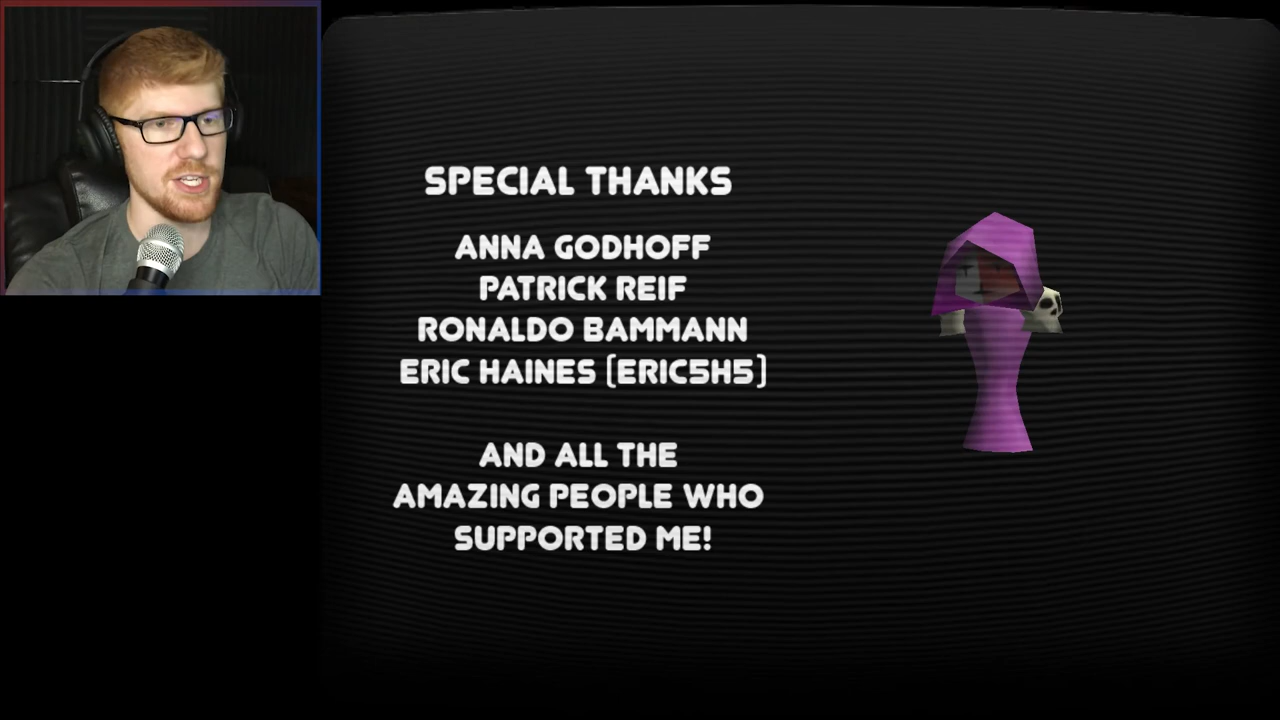 SPECIAL THANKS
ANNA GODHOFF
PATRICK REIF
RONALDO BAMMANN
ERIC HAINES [ERIC5H5]
AND ALL THE
AMAZING PEOPLE WHO
SUPPORTED ME!